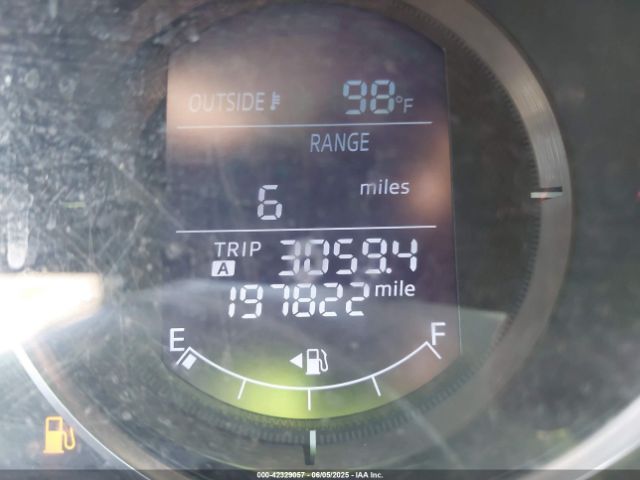 OUTSIDE 98°F
RANGE
6 miles
TRIP A 3059.4
197822 mile
E F
000-42329057 - 06/05/2025 - IAA Inc.